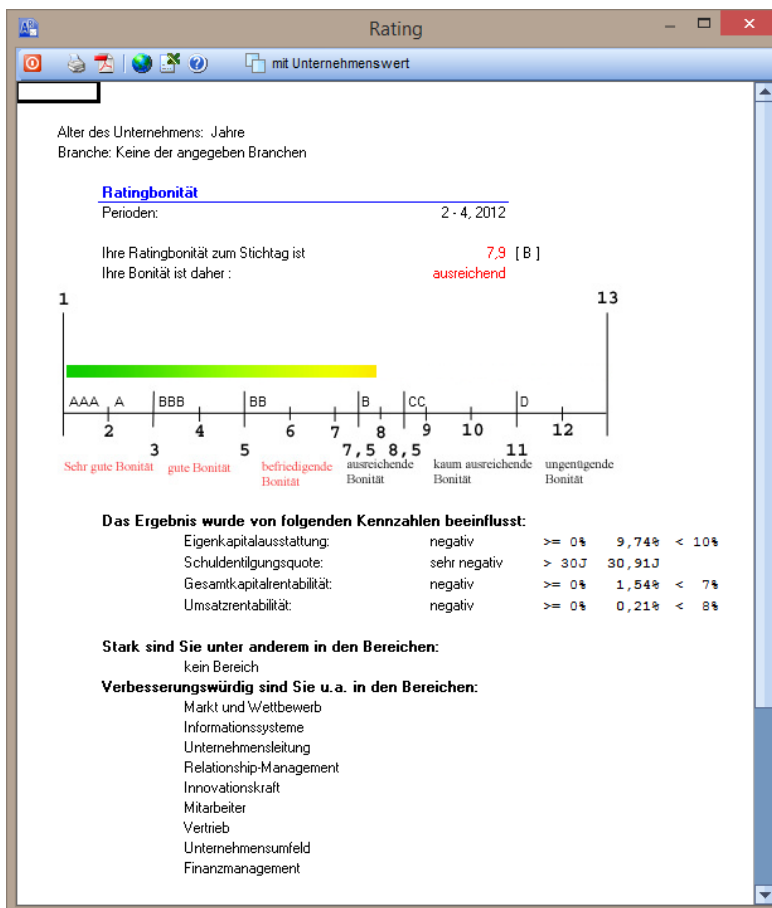 Rating
mit Unternehmenswert
Alter des Unternehmens: Jahre
Branche: Keine der angegeben Branchen
Ratingbonität
Perioden: 2 - 4, 2012
Ihre Ratingbonität zum Stichtag ist 7,9 [ B ]
Ihre Bonität ist daher : ausreichend
1 13
AAA A BBB BB B CC D
2 4 6 7 8 9 10 12
3 5 7,5 8,5 11
Sehr gute Bonität gute Bonität befriedigende Bonität ausreichende Bonität kaum ausreichende Bonität ungenügende Bonität
Das Ergebnis wurde von folgenden Kennzahlen beeinflusst:
Eigenkapitalausstattung: negativ >= 0% 9,74% < 10%
Schuldentilgungsquote: sehr negativ > 30J 30,91J
Gesamtkapitalrentabilität: negativ >= 0% 1,54% < 7%
Umsatzrentabilität: negativ >= 0% 0,21% < 8%
Stark sind Sie unter anderem in den Bereichen:
kein Bereich
Verbesserungswürdig sind Sie u.a. in den Bereichen:
Markt und Wettbewerb
Informationssysteme
Unternehmensleitung
Relationship-Management
Innovationskraft
Mitarbeiter
Vertrieb
Unternehmensumfeld
Finanzmanagement